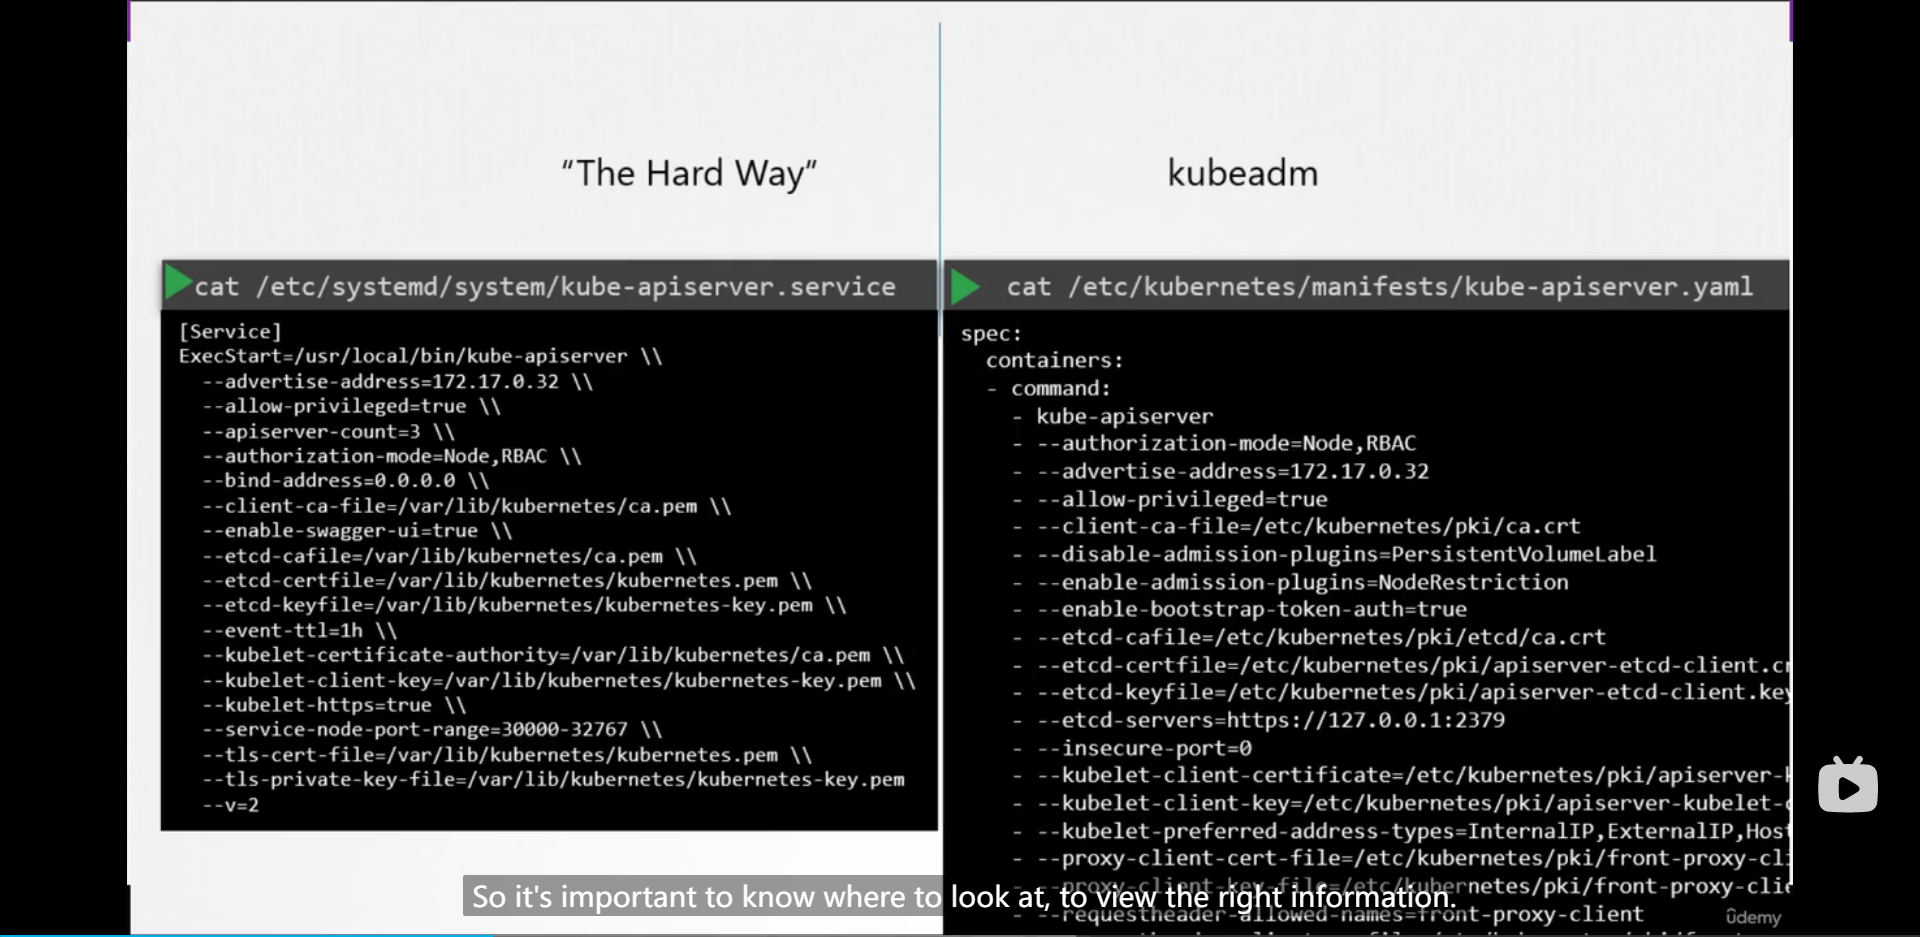 “The Hard Way”
cat /etc/systemd/system/kube-apiserver.service
[Service]
ExecStart=/usr/local/bin/kube-apiserver \\
--advertise-address=172.17.0.32 \\
--allow-privileged=true \\
--apiserver-count=3 \\
--authorization-mode=Node,RBAC \\
--bind-address=0.0.0.0 \\
--client-ca-file=/var/lib/kubernetes/ca.pem \\
--enable-swagger-ui=true \\
--etcd-cafile=/var/lib/kubernetes/ca.pem \\
--etcd-certfile=/var/lib/kubernetes/kubernetes.pem \\
--etcd-keyfile=/var/lib/kubernetes/kubernetes-key.pem \\
--event-ttl=1h \\
--kubelet-certificate-authority=/var/lib/kubernetes/ca.pem \\
--kubelet-client-key=/var/lib/kubernetes/kubernetes-key.pem \\
--kubelet-https=true \\
--service-node-port-range=30000-32767 \\
--tls-cert-file=/var/lib/kubernetes/kubernetes.pem \\
--tls-private-key-file=/var/lib/kubernetes/kubernetes-key.pem
--v=2
kubeadm
cat /etc/kubernetes/manifests/kube-apiserver.yaml
spec:
containers:
- command:
- kube-apiserver
- --authorization-mode=Node,RBAC
- --advertise-address=172.17.0.32
- --allow-privileged=true
- --client-ca-file=/etc/kubernetes/pki/ca.crt
- --disable-admission-plugins=PersistentVolumeLabel
- --enable-admission-plugins=NodeRestriction
- --enable-bootstrap-token-auth=true
- --etcd-cafile=/etc/kubernetes/pki/etcd/ca.crt
- --etcd-certfile=/etc/kubernetes/pki/apiserver-etcd-client.cr
- --etcd-keyfile=/etc/kubernetes/pki/apiserver-etcd-client.key
- --etcd-servers=https://127.0.0.1:2379
- --insecure-port=0
- --kubelet-client-certificate=/etc/kubernetes/pki/apiserver-k
- --kubelet-client-key=/etc/kubernetes/pki/apiserver-kubelet-c
- --kubelet-preferred-address-types=InternalIP,ExternalIP,Host
- --proxy-client-cert-file=/etc/kubernetes/pki/front-proxy-cli
- --proxy-client-key-file=/etc/kubernetes/pki/front-proxy-clie
- --requestheader-allowed-names=front-proxy-client
So it's important to know where to look at, to view the right information.
ûdemy